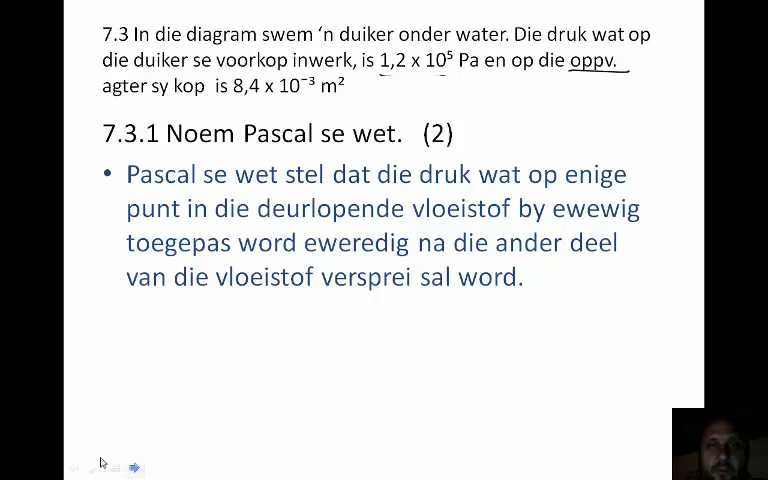 7.3 In die diagram swem ‘n duiker onder water. Die druk wat op
die duiker se voorkop inwerk, is 1,2 x 10⁵ Pa en op die oppv.
agter sy kop is 8,4 x 10⁻³ m²
7.3.1 Noem Pascal se wet. (2)
• Pascal se wet stel dat die druk wat op enige
punt in die deurlopende vloeistof by ewewig
toegepas word eweredig na die ander deel
van die vloeistof versprei sal word.